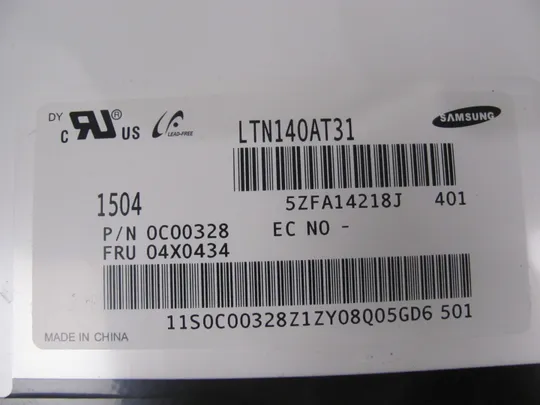 DY
c RU® US LEAD-FREE
LTN140AT31
SAMSUNG
1504
5ZFA14218J 401
P/N 0C00328 EC NO -
FRU 04X0434
11S0C00328Z1ZY08Q05GD6 501
MADE IN CHINA